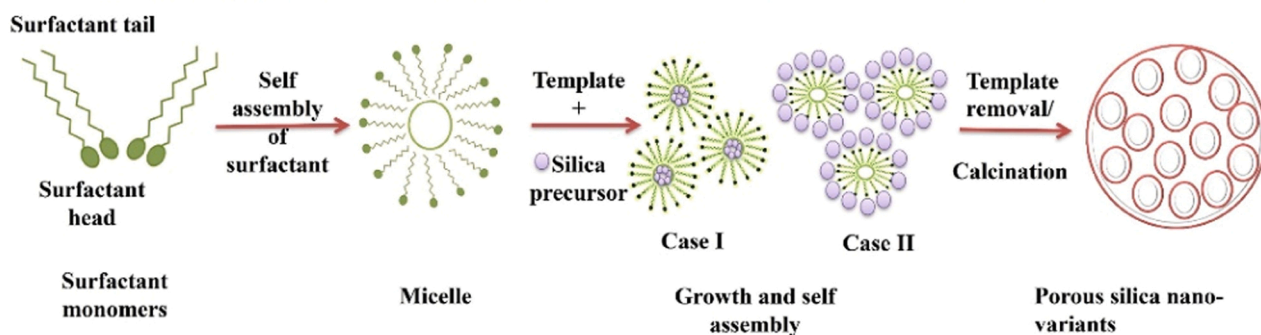 Surfactant tail
Surfactant
head
Surfactant
monomers
Self
assembly
of
surfactant
Micelle
Template
+
Silica
precursor
Case I
Casc II
Growth and self
assembly
Template
removal/
Calcination
Porous silica nano-
variants